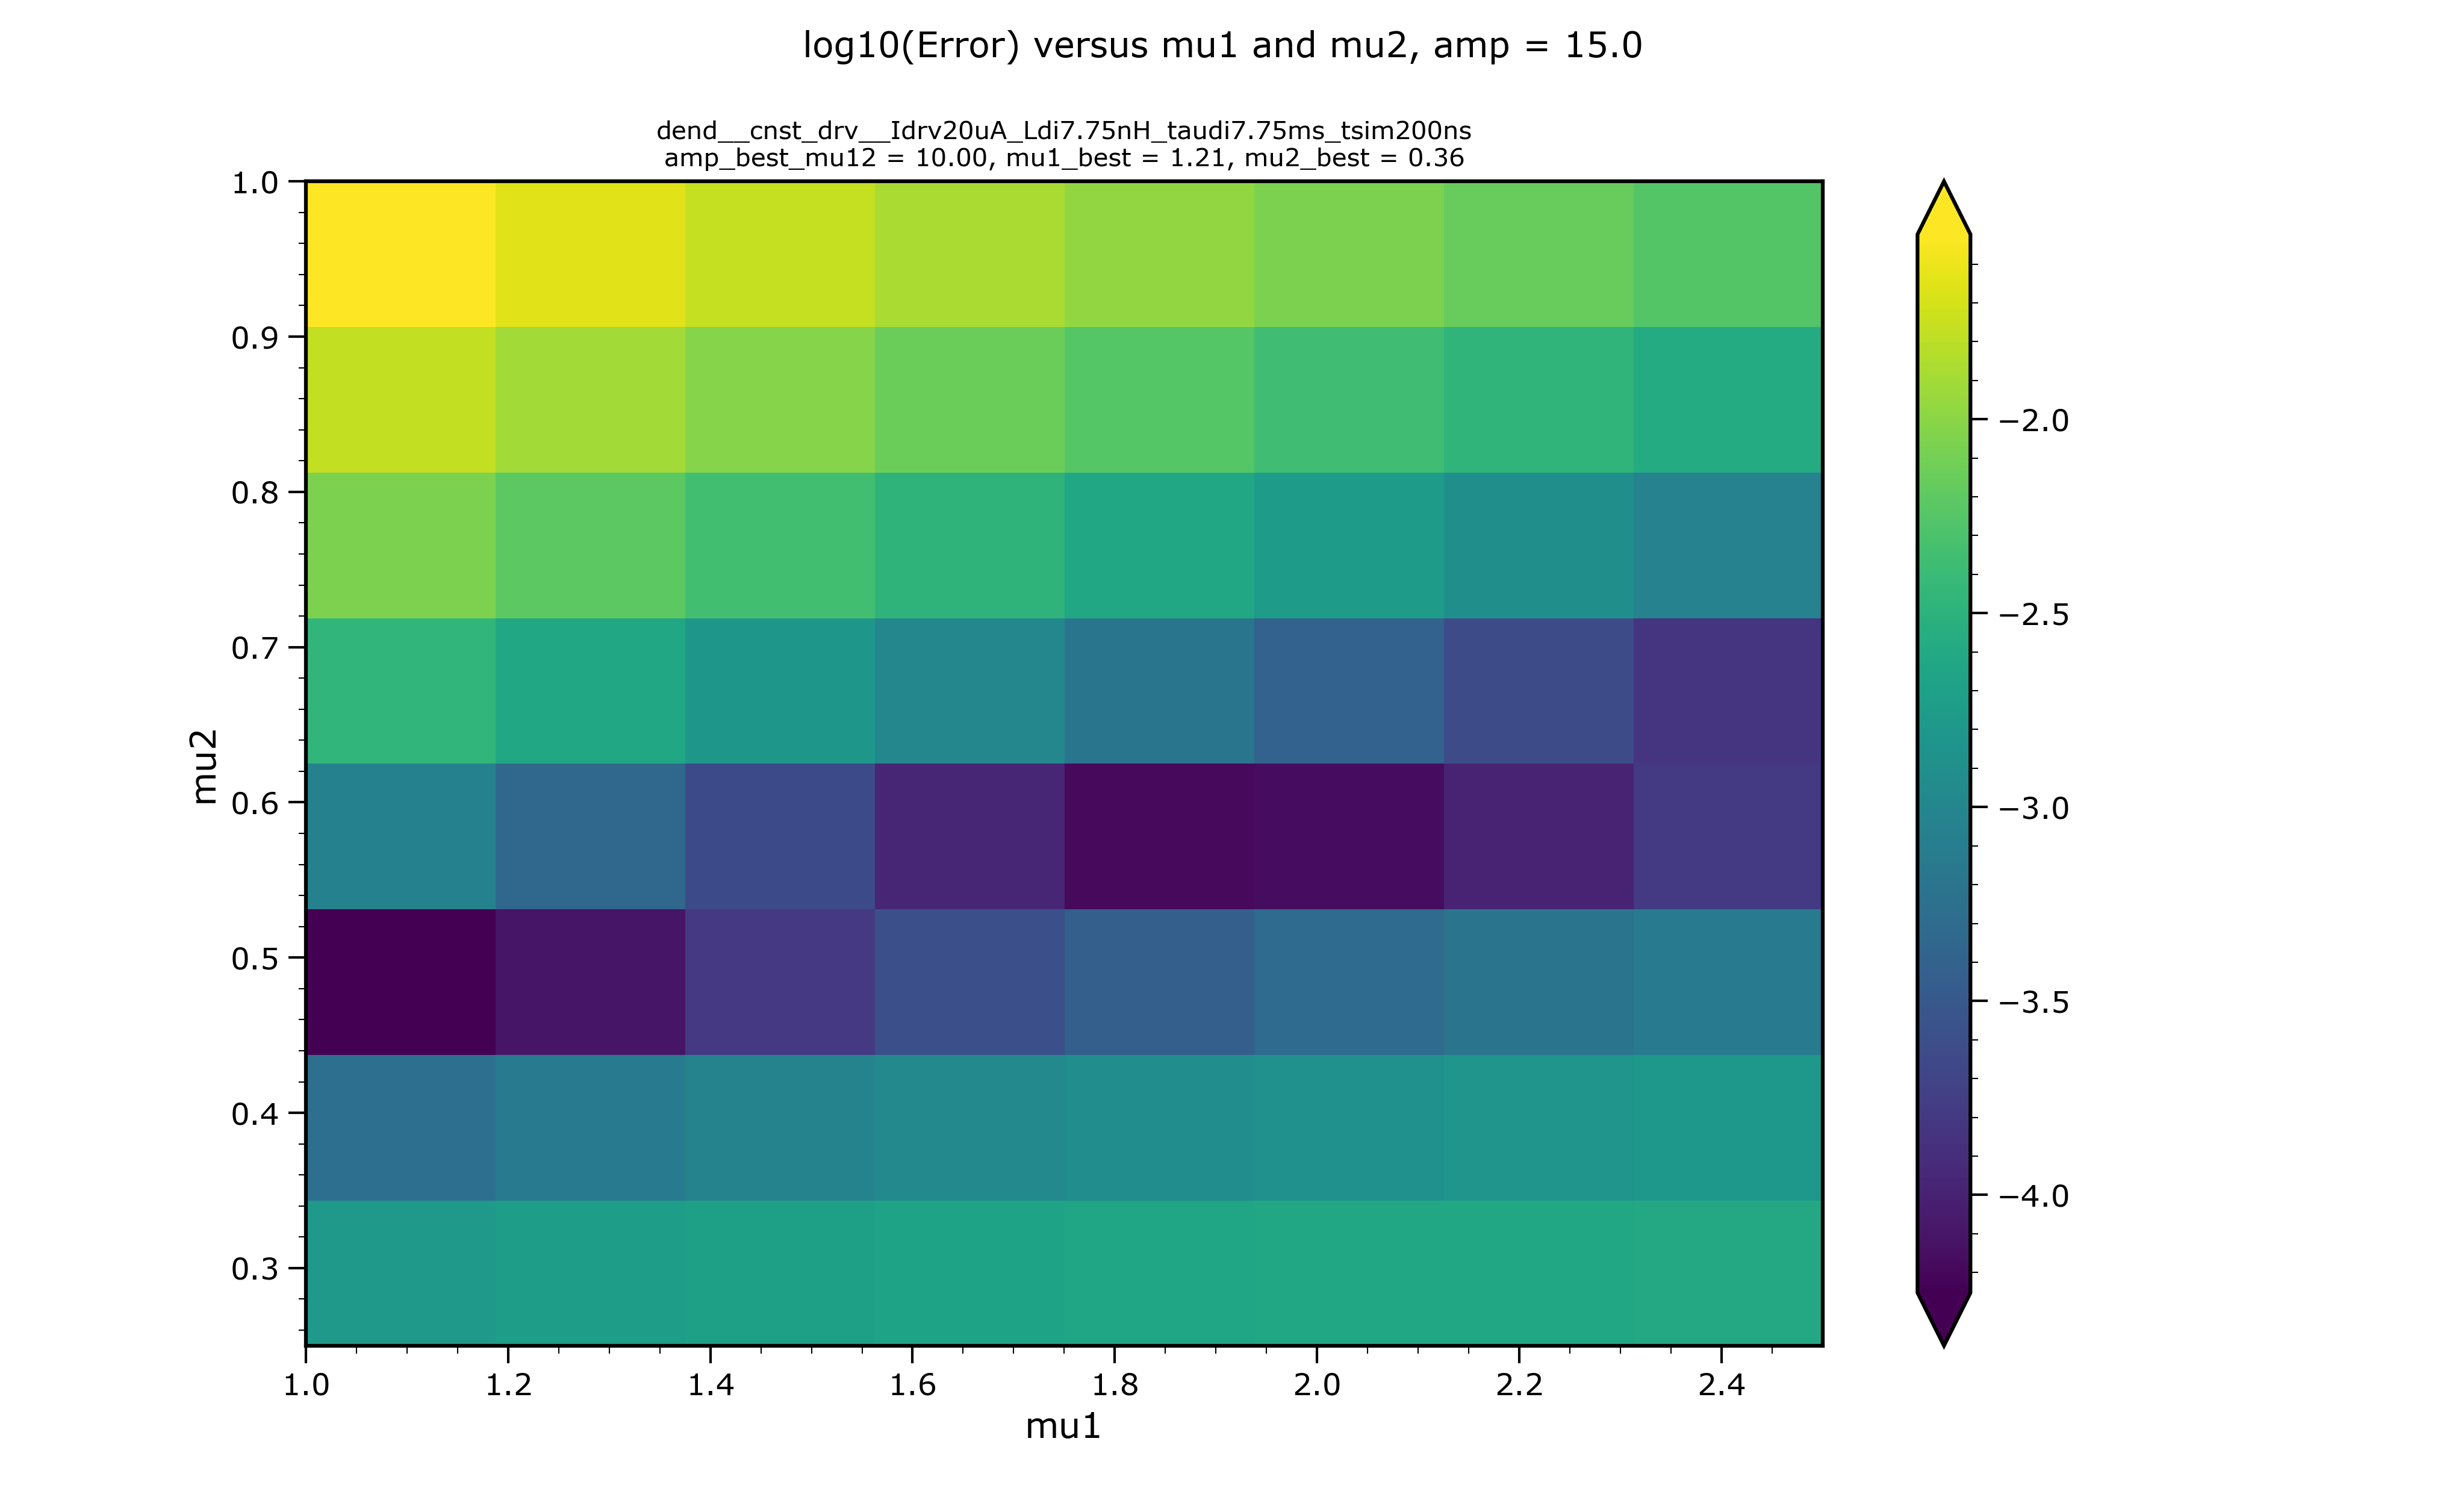 log10(Error) versus mu1 and mu2, amp = 15.0
dend__cnst_drv__Idrv20uA_Ldi7.75nH_taudi7.75ms_tsim200ns
amp_best_mu12 = 10.00, mu1_best = 1.21, mu2_best = 0.36
1.0
0.9
0.8
0.7
0.6
0.5
0.4
0.3
mu2
1.0 1.2 1.4 1.6 1.8 2.0 2.2 2.4
mu1
−2.0
−2.5
−3.0
−3.5
−4.0